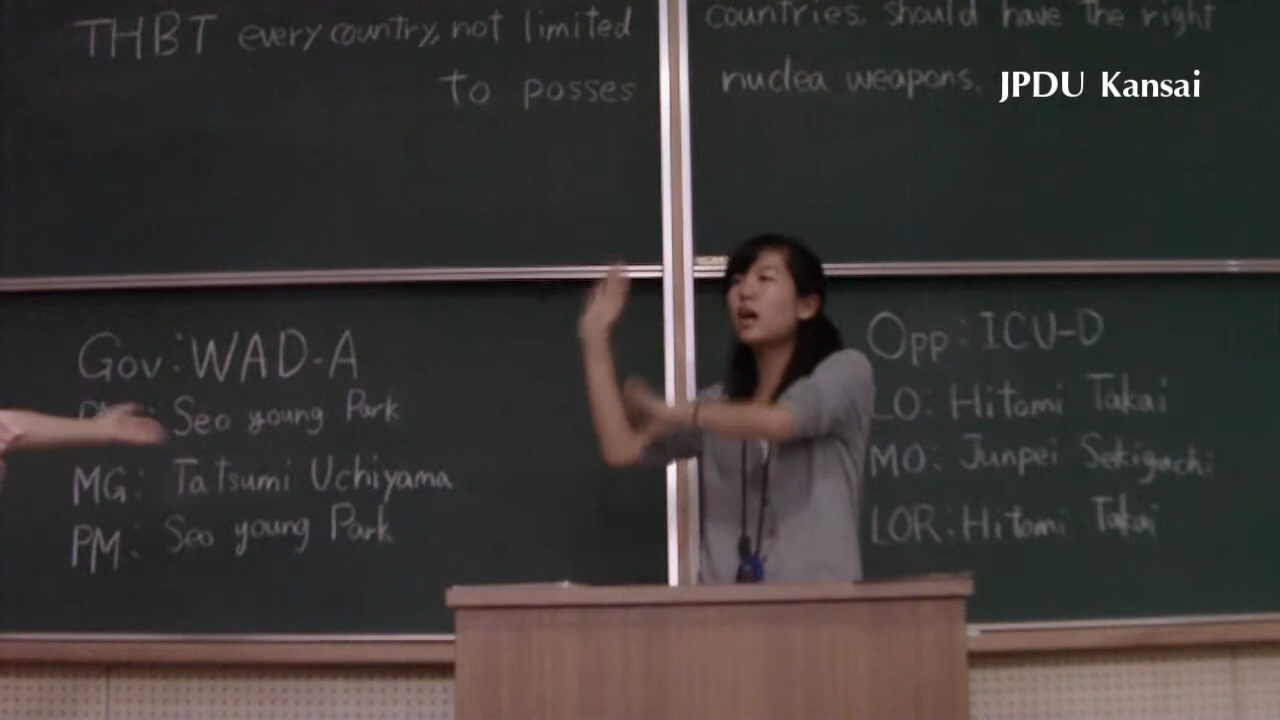 THBT every country, not limited countries, should have the right
to posses nuclea weapons.
JPDU Kansai
Gov: WAD-A
Seo young Park
MG: Tatsumi Uchiyama
PM: Seo young Park
Opp: ICU-D
LO: Hitomi Takai
MO: Junpei Sekiguchi
LOR: Hitomi Takai